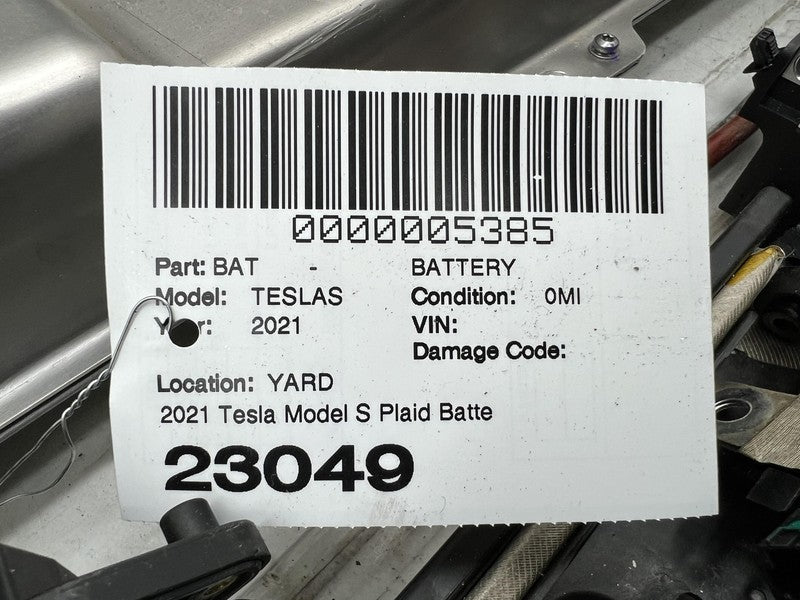 0000005385
Part: BAT - BATTERY
Model: TESLAS Condition: 0MI
Year: 2021 VIN:
Damage Code:
Location: YARD
2021 Tesla Model S Plaid Batte
23049